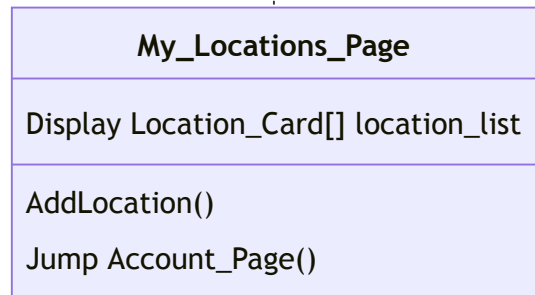 My_Locations_Page
Display Location_Card[] location_list
AddLocation()
Jump Account_Page()